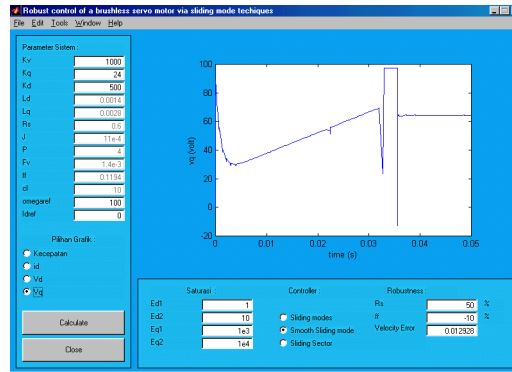 Robust control of a brushless servo motor via sliding mode techiques
File Edit Tools Window Help
Parameter Sistem :
Kv 1000
Kq 24
Kd 500
Ld 0.0014
Lq 0.0028
Rs 0.6
J 11e-4
P 4
Fv 1.4e-3
ff 0.1194
cl 10
omegaref 100
Idref 0
Pilihan Grafik :
Kecepatan
id
Vd
Vq
Calculate
Close
100
80
60
40
20
0
-20
vq (volt)
0 0.01 0.02 0.03 0.04 0.05
time (s)
Saturasi :
Ed1 1
Ed2 10
Eq1 1e3
Eq2 1e4
Controller :
Sliding modes
Smooth Sliding mode
Sliding Sector
Robustness :
Rs 50 %
ff -10 %
Velocity Error 0.012928